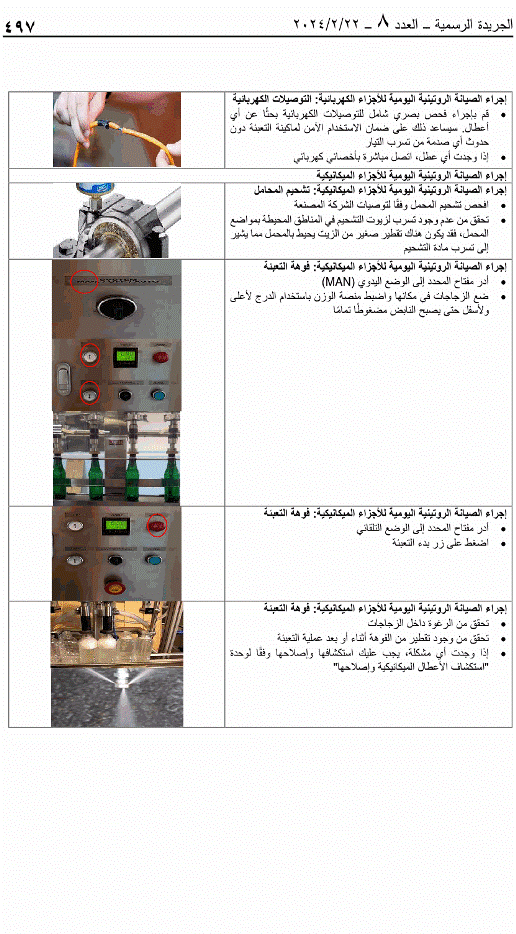 الجريدة الرسمية – العدد ٨ – ٢٠٢٤/٢/٢٢
٤٩٧
إجراء الصيانة الروتينية اليومية للأجزاء الكهربائية: التوصيلات الكهربائية
• قم بإجراء فحص بصري شامل للتوصيلات الكهربائية بحثًا عن أي
أعطال. سيساعد ذلك على ضمان الاستخدام الآمن لماكينة التعبئة دون
حدوث أي صدمة من تسرب التيار
• إذا وجدت أي عطل، اتصل مباشرة بأخصائي كهربائي
إجراء الصيانة الروتينية اليومية للأجزاء الميكانيكية
إجراء الصيانة الروتينية اليومية للأجزاء الميكانيكية: تشحيم المحامل
• افحص تشحيم المحمل وفقًا لتوصيات الشركة المصنعة
• تحقق من عدم وجود تسرب لزيوت التشحيم في المناطق المحيطة بمواضع
المحمل، فقد يكون هناك تقطير صغير من الزيت يحيط بالمحمل مما يشير
إلى تسرب مادة التشحيم
إجراء الصيانة الروتينية اليومية للأجزاء الميكانيكية: فوهة التعبئة
• أدر مفتاح المحدد إلى الوضع اليدوي (MAN)
• ضع الزجاجات في مكانها واضبط منصة الوزن باستخدام الدرج لأعلى
ولأسفل حتى يصبح النابض مضغوطًا تمامًا
إجراء الصيانة الروتينية اليومية للأجزاء الميكانيكية: فوهة التعبئة
• أدر مفتاح المحدد إلى الوضع التلقائي
• اضغط على زر بدء التعبئة
إجراء الصيانة الروتينية اليومية للأجزاء الميكانيكية: فوهة التعبئة
• تحقق من الرغوة داخل الزجاجات
• تحقق من وجود تقطير من الفوهة أثناء أو بعد عملية التعبئة
• إذا وجدت أي مشكلة، يجب عليك استكشافها وإصلاحها وفقًا لوحدة
"استكشاف الأعطال الميكانيكية وإصلاحها"